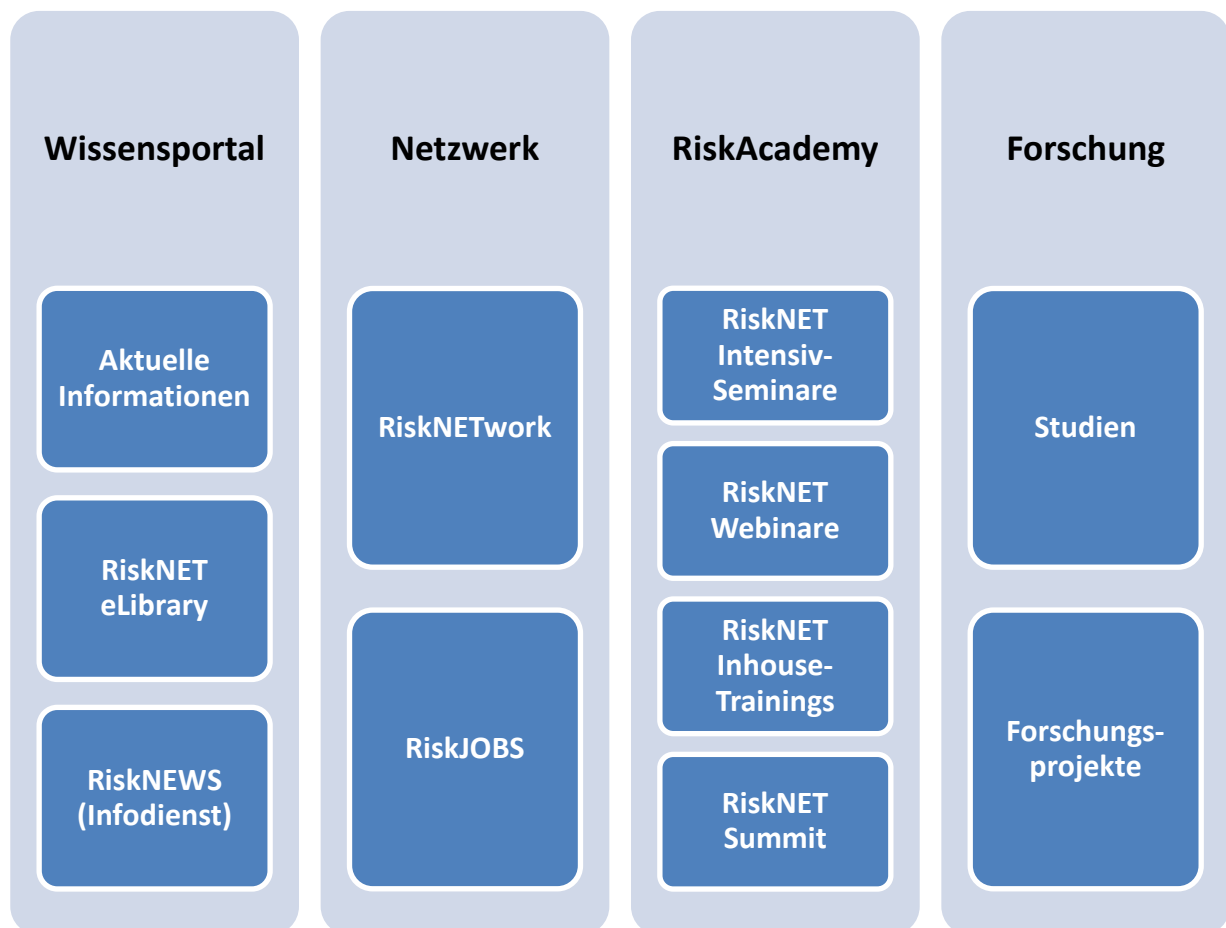 Wissensportal
Aktuelle
Informationen
RiskNET
eLibrary
RiskNEWS
(Infodienst)
Netzwerk
RiskNETwork
RiskJOBS
RiskAcademy
RiskNET
Intensiv-
Seminare
RiskNET
Webinare
RiskNET
Inhouse-
Trainings
RiskNET
Summit
Forschung
Studien
Forschungs-
projekte